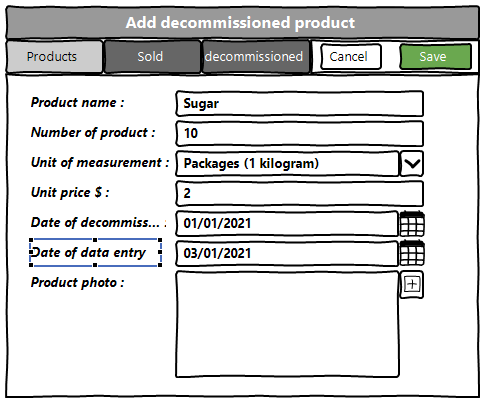 Add decommissioned product
Products Sold decommissioned Cancel Save
Product name : Sugar
Number of product : 10
Unit of measurement : Packages (1 kilogram)
Unit price $ : 2
Date of decommiss... : 01/01/2021
Date of data entry 03/01/2021
Product photo :